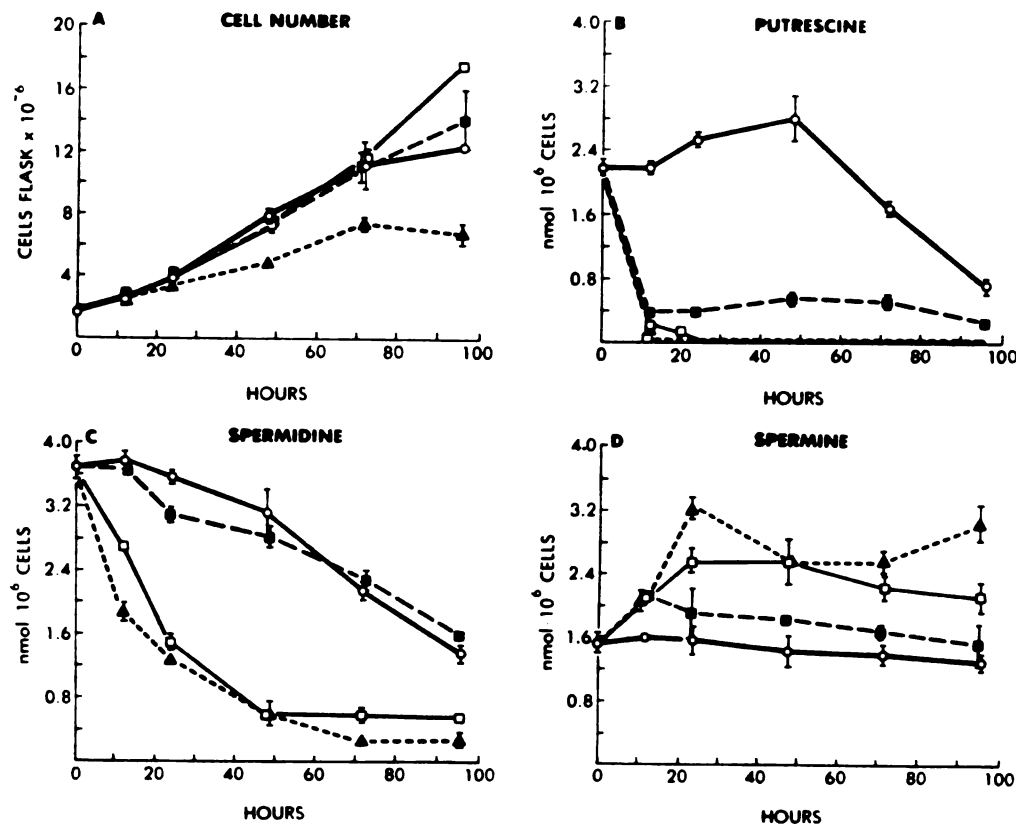 A CELL NUMBER
20
16
12
8
4
CELLS FLASK x 10⁻⁶
0 20 40 60 80 100
HOURS
B PUTRESCINE
4.0
3.2
2.4
1.6
0.8
nmol 10⁶ CELLS
0 20 40 60 80 100
HOURS
C SPERMIDINE
4.0
3.2
2.4
1.6
0.8
nmol 10⁶ CELLS
0 20 40 60 80 100
HOURS
D SPERMINE
4.0
3.2
2.4
1.6
0.8
nmol 10⁶ CELLS
0 20 40 60 80 100
HOURS